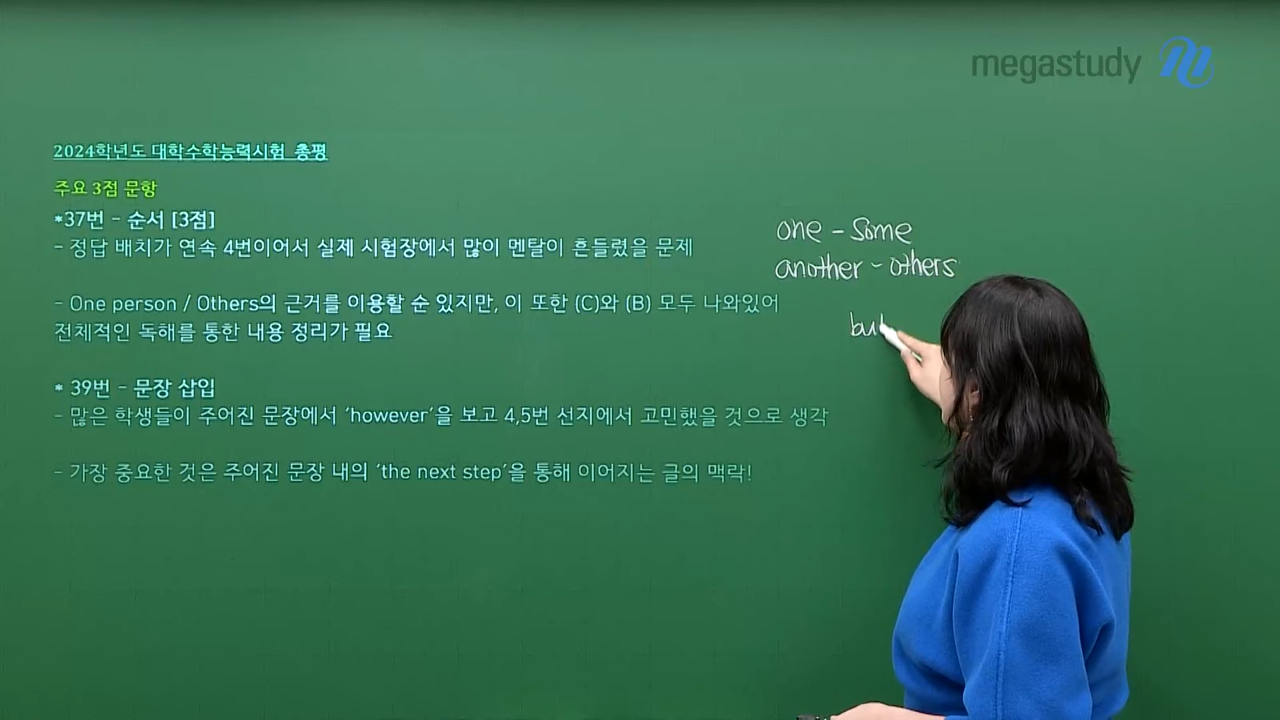 megastudy
2024학년도 대학수학능력시험 총평
주요 3점 문항
*37번 - 순서 [3점]
- 정답 배치가 연속 4번이어서 실제 시험장에서 많이 멘탈이 흔들렸을 문제
- One person / Others의 근거를 이용할 순 있지만, 이 또한 (C)와 (B) 모두 나와있어
전체적인 독해를 통한 내용 정리가 필요
* 39번 - 문장 삽입
- 많은 학생들이 주어진 문장에서 'however'을 보고 4,5번 선지에서 고민했을 것으로 생각
- 가장 중요한 것은 주어진 문장 내의 'the next step'을 통해 이어지는 글의 맥락!
one - Some
another - others
but